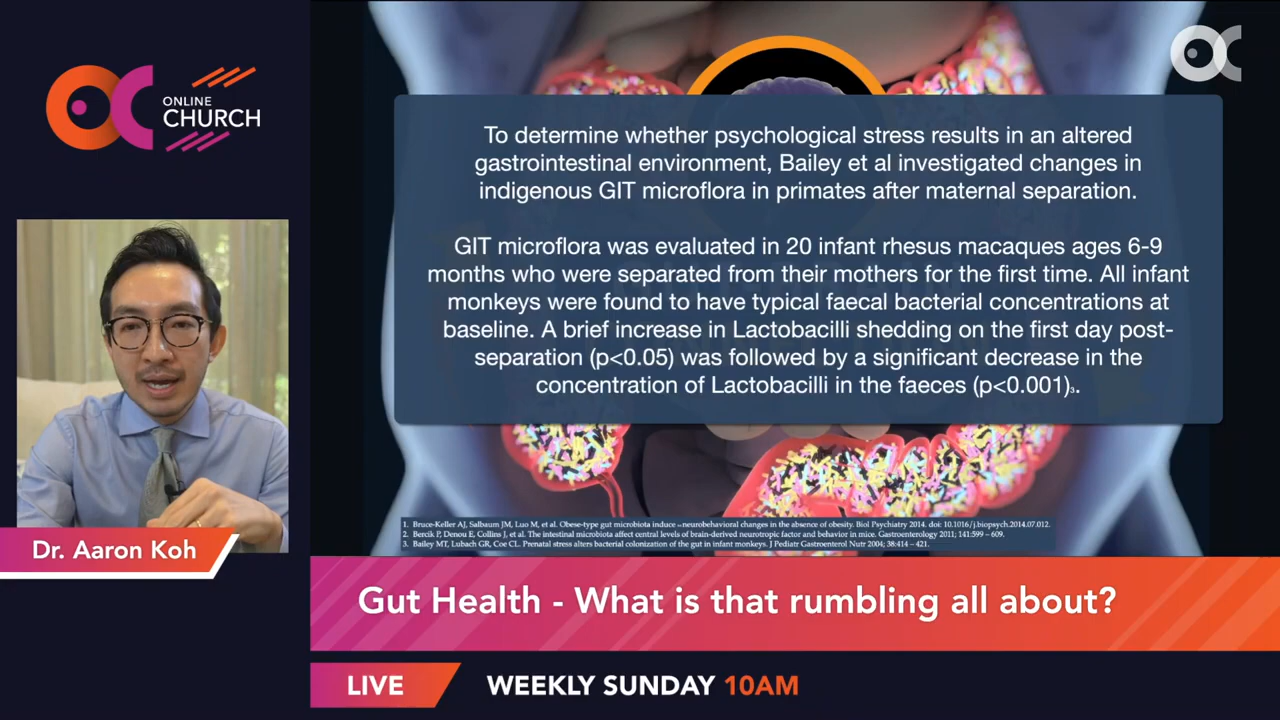 OC
OC
ONLINE
CHURCH
To determine whether psychological stress results in an altered
gastrointestinal environment, Bailey et al investigated changes in
indigenous GIT microflora in primates after maternal separation.
GIT microflora was evaluated in 20 infant rhesus macaques ages 6-9
months who were separated from their mothers for the first time. All infant
monkeys were found to have typical faecal bacterial concentrations at
baseline. A brief increase in Lactobacilli shedding on the first day post-
separation (p<0.05) was followed by a significant decrease in the
concentration of Lactobacilli in the faeces (p<0.001)3.
1. Bruce-Keller AJ, Salbaum JM, Luo M, et al. Obese-type gut microbiota induce neurobehavioral changes in the absence of obesity. Biol Psychiatry 2014. doi: 10.1016/j.biopsych.2014.07.012.
2. Bercik P, Denou E, Collins J, et al. The intestinal microbiota affect central levels of brain-derived neurotropic factor and behavior in mice. Gastroenterology 2011; 141:599 – 609.
3. Bailey MT, Lubach GR, Coe CL. Prenatal stress alters bacterial colonization of the gut in infant monkeys. J Pediatr Gastroenterol Nutr 2004; 38:414 – 421.
Dr. Aaron Koh
Gut Health - What is that rumbling all about?
LIVE
WEEKLY SUNDAY 10AM